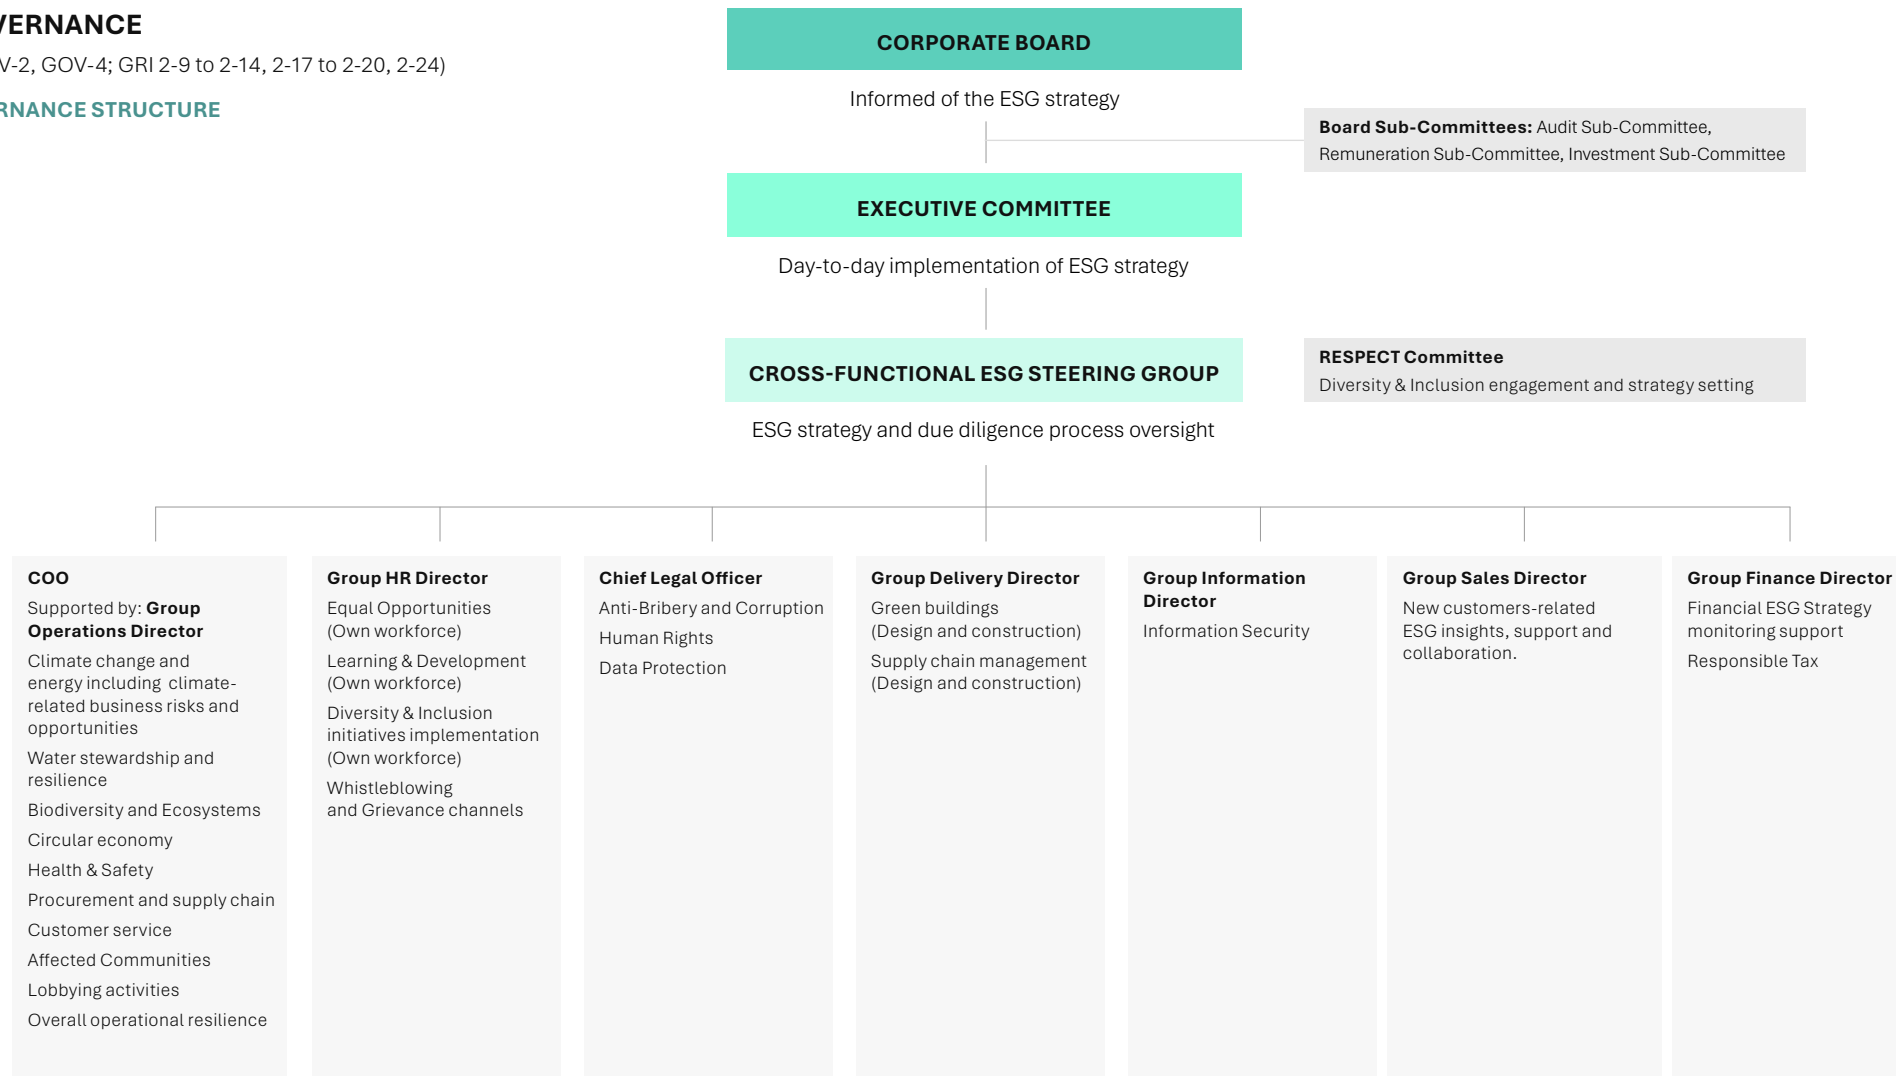 VERNANCE
V-2, GOV-4; GRI 2-9 to 2-14, 2-17 to 2-20, 2-24)
RNANCE STRUCTURE
CORPORATE BOARD
Informed of the ESG strategy
Board Sub-Committees: Audit Sub-Committee,
Remuneration Sub-Committee, Investment Sub-Committee
EXECUTIVE COMMITTEE
Day-to-day implementation of ESG strategy
CROSS-FUNCTIONAL ESG STEERING GROUP
RESPECT Committee
Diversity & Inclusion engagement and strategy setting
ESG strategy and due diligence process oversight
COO
Supported by: Group
Operations Director
Climate change and
energy including climate-
related business risks and
opportunities
Water stewardship and
resilience
Biodiversity and Ecosystems
Circular economy
Health & Safety
Procurement and supply chain
Customer service
Affected Communities
Lobbying activities
Overall operational resilience
Group HR Director
Equal Opportunities
(Own workforce)
Learning & Development
(Own workforce)
Diversity & Inclusion
initiatives implementation
(Own workforce)
Whistleblowing
and Grievance channels
Chief Legal Officer
Anti-Bribery and Corruption
Human Rights
Data Protection
Group Delivery Director
Green buildings
(Design and construction)
Supply chain management
(Design and construction)
Group Information
Director
Information Security
Group Sales Director
New customers-related
ESG insights, support and
collaboration.
Group Finance Director
Financial ESG Strategy
monitoring support
Responsible Tax